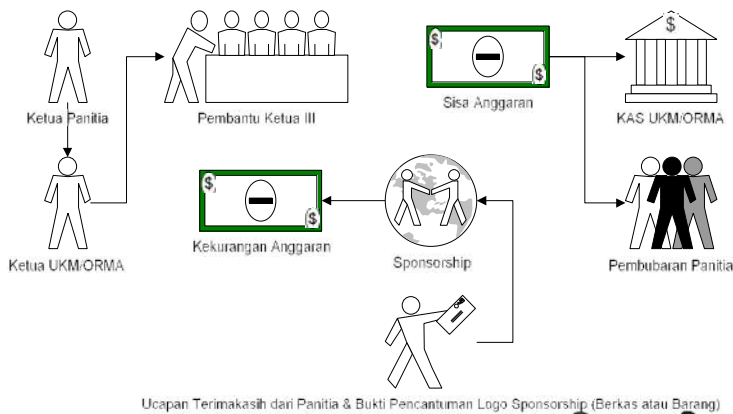 Ketua Panitia
Pembantu Ketua III
$
$
Sisa Anggaran
$
KAS UKM/ORMA
Ketua UKM/ORMA
$
$
Kekurangan Anggaran
Sponsorship
Pembubaran Panitia
Ucapan Terimakasih dari Panitia & Bukti Pencantuman Logo Sponsorship (Berkas atau Barang)